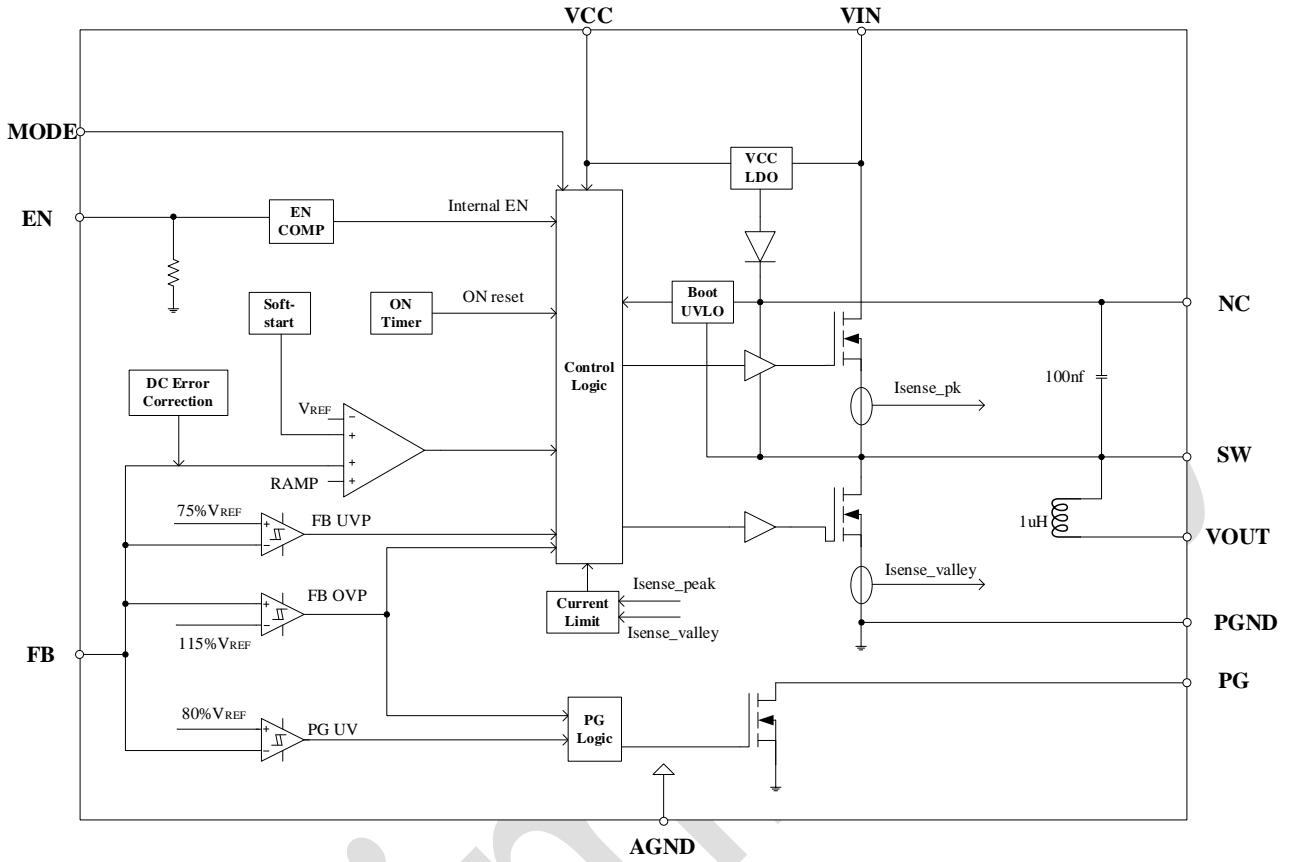 VCC
VIN
MODE
VCC
LDO
EN
EN
COMP
Internal EN
Boot
UVLO
NC
Soft-
start
ON
Timer
ON reset
Control
Logic
100nf
DC Error
Correction
Isense_pk
VREF
SW
RAMP
75%VREF
FB UVP
1uH
VOUT
Isense_valley
Isense_peak
FB OVP
Current
Limit
Isense_valley
PGND
115%VREF
FB
PG
80%VREF
PG UV
PG
Logic
AGND